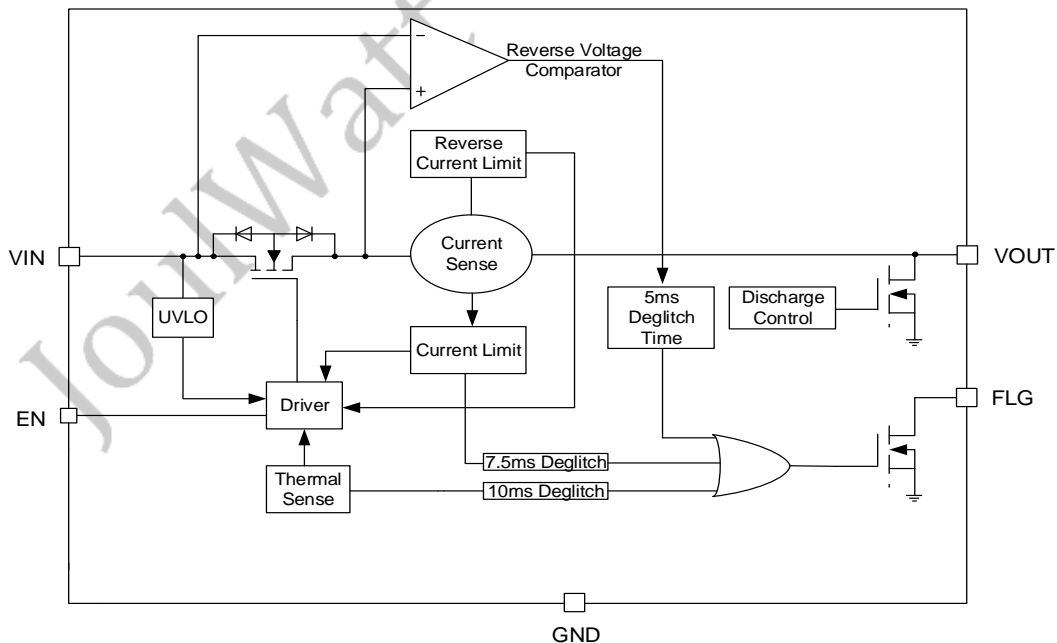 JoulWatt
Reverse Voltage
Comparator
−
+
Reverse
Current Limit
VIN
Current
Sense
VOUT
UVLO
5ms
Deglitch
Time
Discharge
Control
Current Limit
EN
Driver
FLG
7.5ms Deglitch
Thermal
Sense
10ms Deglitch
GND